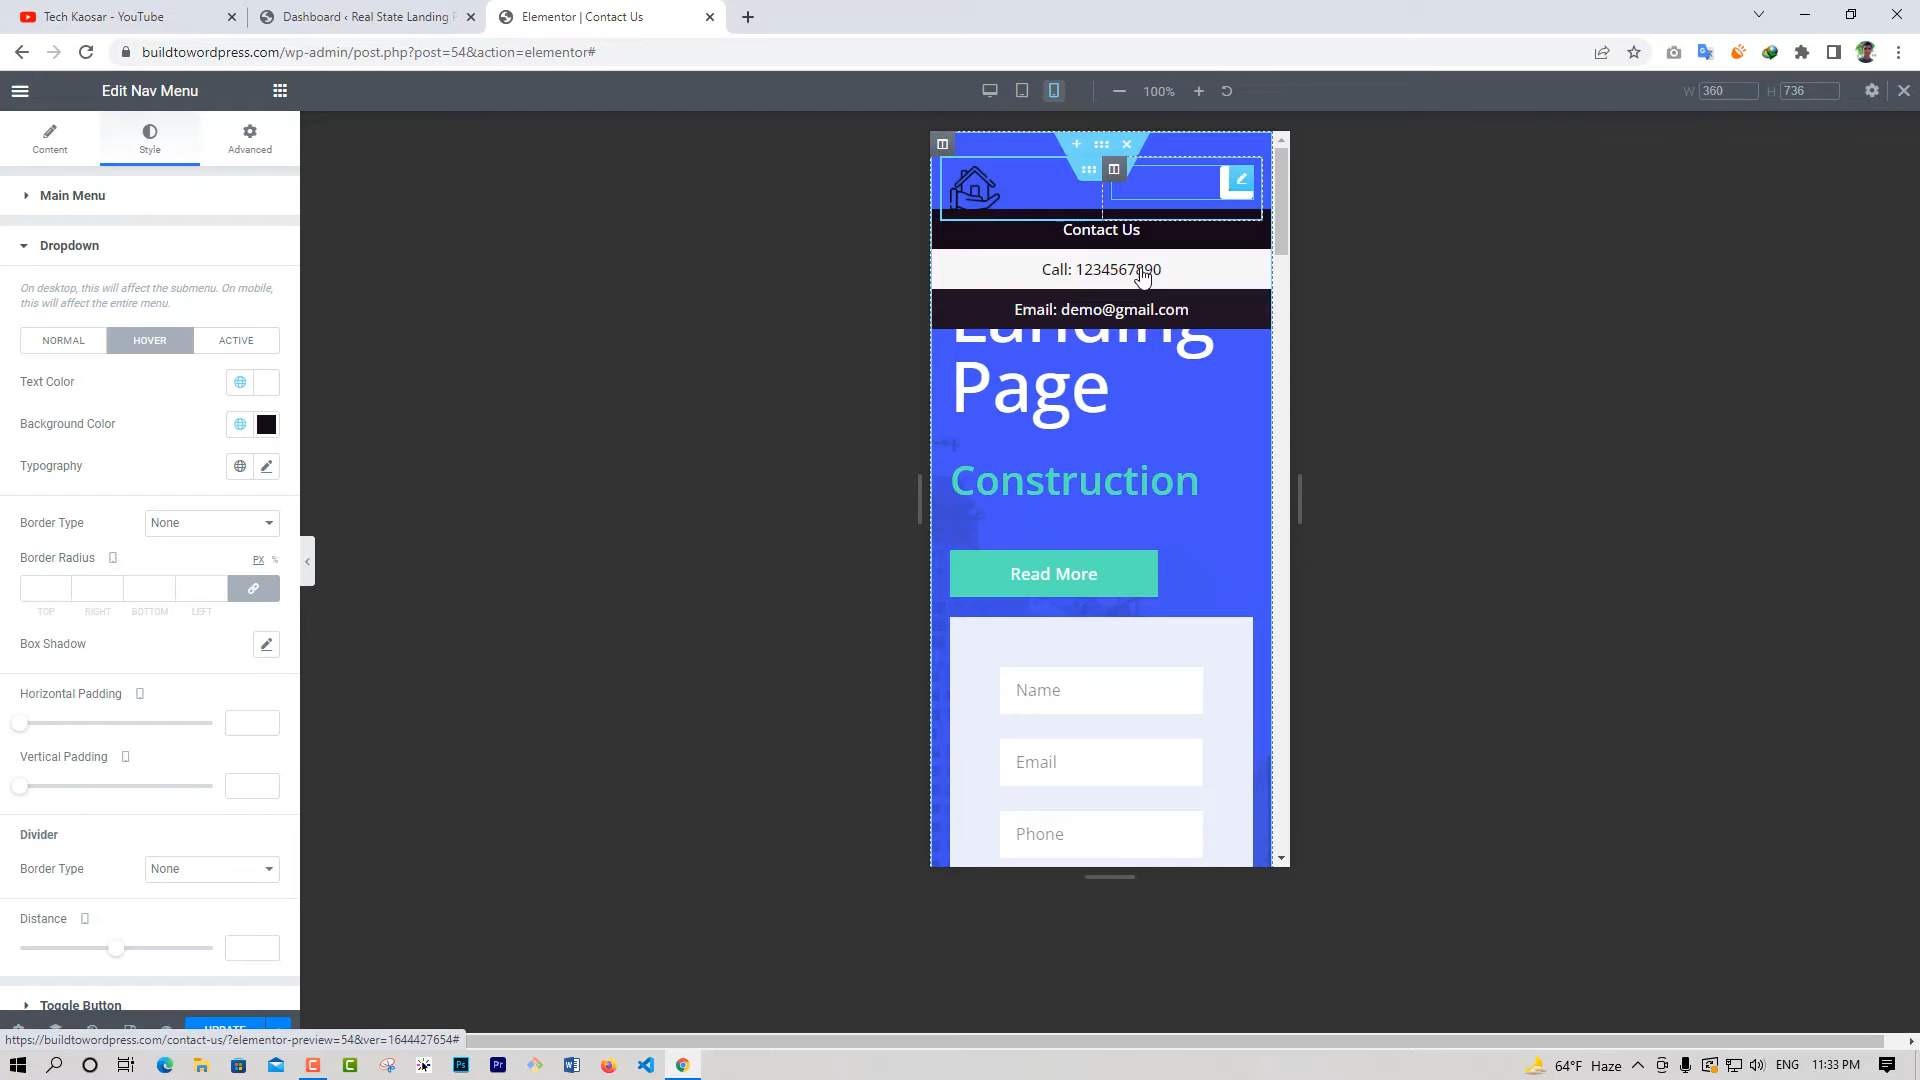 Tech Kaosar - YouTube
Dashboard ‹ Real State Landing
Elementor | Contact Us
buildtowordpress.com/wp-admin/post.php?post=54&action=elementor#
Edit Nav Menu
100%
W 360
H 736
Content
Style
Advanced
Main Menu
Dropdown
On desktop, this will affect the submenu. On mobile,
this will affect the entire menu.
NORMAL
HOVER
ACTIVE
Text Color
Background Color
Typography
Border Type
None
Border Radius
PX
%
TOP
RIGHT
BOTTOM
LEFT
Box Shadow
Horizontal Padding
Vertical Padding
Divider
Border Type
None
Distance
Toggle Button
UPDATE
Contact Us
Call: 1234567890
Email: demo@gmail.com
Landing
Page
Construction
Read More
Name
Email
Phone
https://buildtowordpress.com/contact-us/?elementor-preview=54&ver=1644427654#
64°F Haze
ENG
11:33 PM